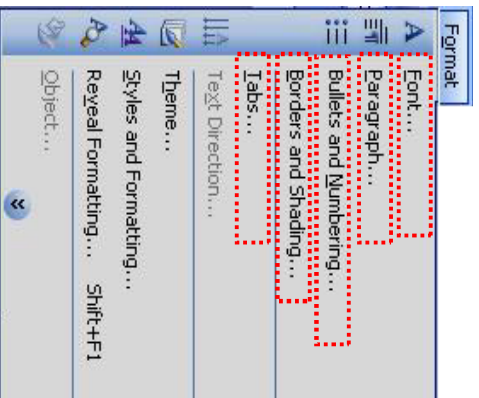 Format
Font...
Paragraph...
Bullets and Numbering...
Borders and Shading...
Tabs...
Text Direction...
Theme...
Styles and Formatting...
Reveal Formatting... Shift+F1
Object...